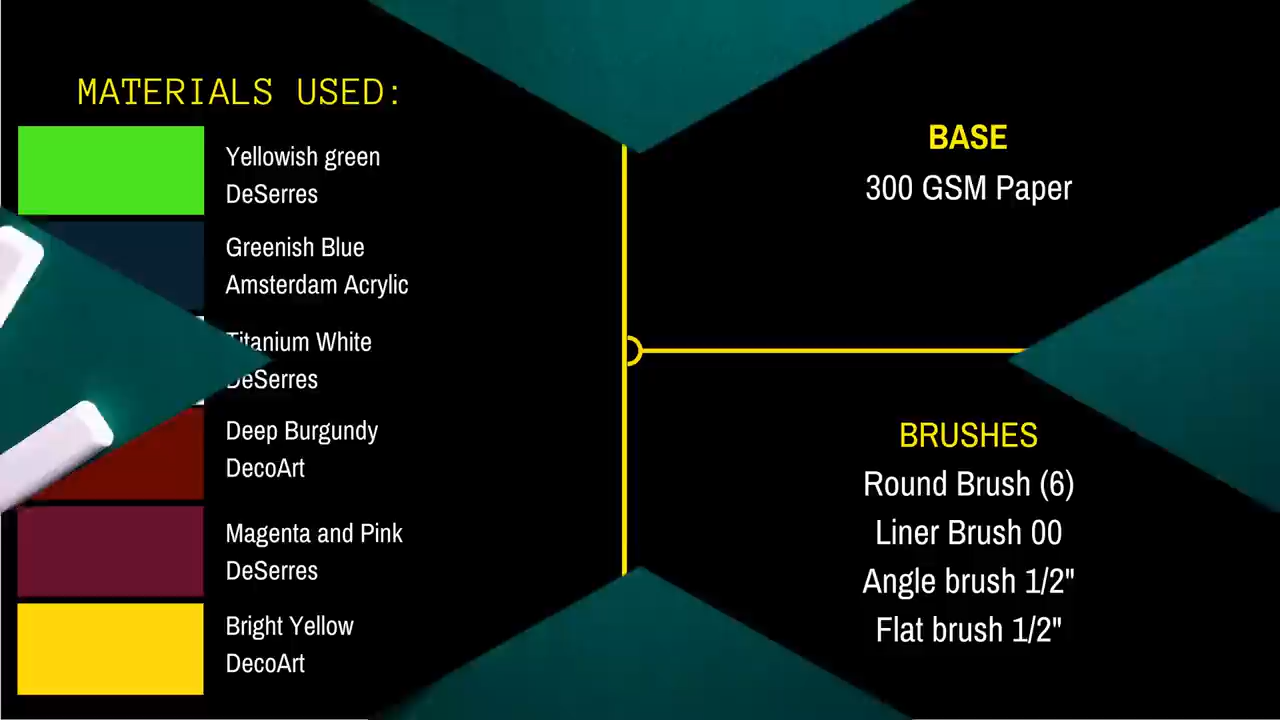 MATERIALS USED:
Yellowish green
DeSerres
Greenish Blue
Amsterdam Acrylic
Titanium White
DeSerres
Deep Burgundy
DecoArt
Magenta and Pink
DeSerres
Bright Yellow
DecoArt
BASE
300 GSM Paper
BRUSHES
Round Brush (6)
Liner Brush 00
Angle brush 1/2"
Flat brush 1/2"